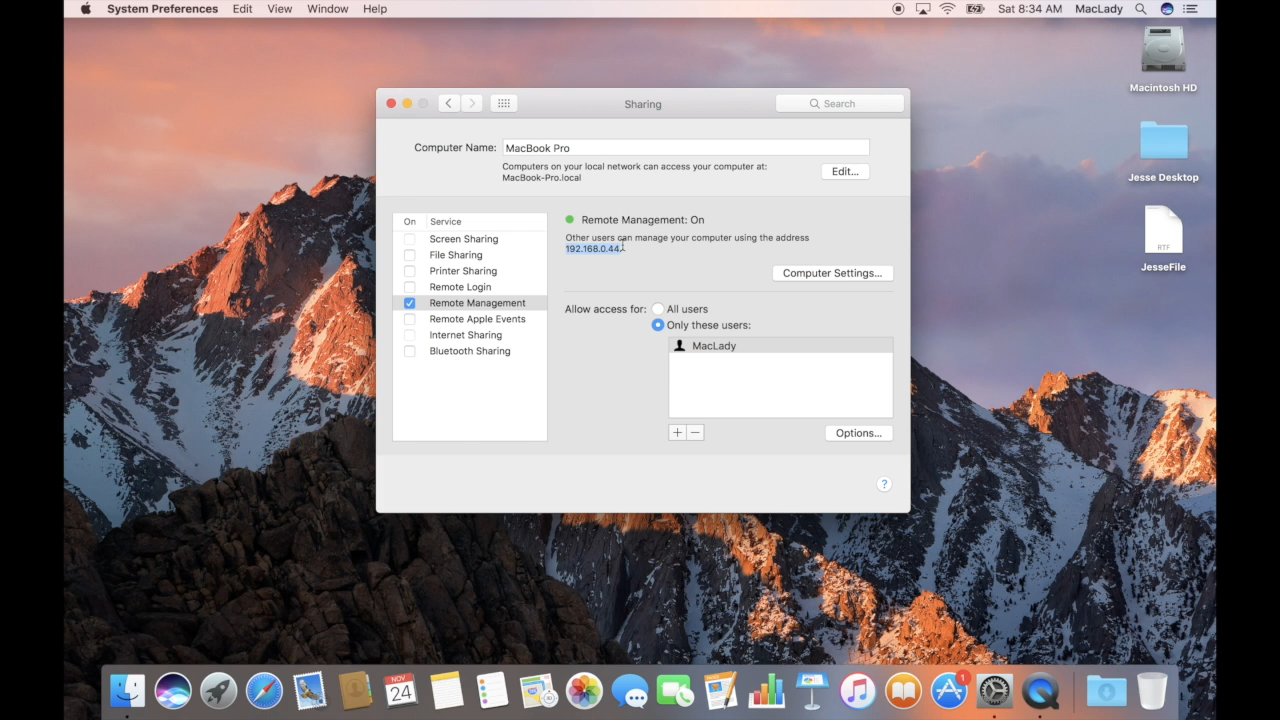 System Preferences Edit View Window Help Sat 8:34 AM MacLady
Macintosh HD
Jesse Desktop
RTF
JesseFile
Sharing
Search
Computer Name: MacBook Pro
Computers on your local network can access your computer at:
MacBook-Pro.local
Edit...
On Service
Screen Sharing
File Sharing
Printer Sharing
Remote Login
Remote Management
Remote Apple Events
Internet Sharing
Bluetooth Sharing
Remote Management: On
Other users can manage your computer using the address
192.168.0.44.
Computer Settings...
Allow access for: All users
Only these users:
MacLady
+ −
Options...
?
NOV
24
1